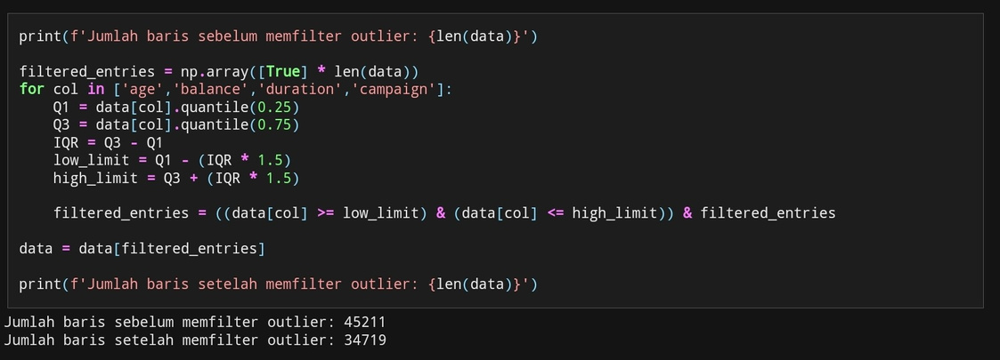 print(f'Jumlah baris sebelum memfilter outlier: {len(data)}')
filtered_entries = np.array([True] * len(data))
for col in ['age','balance','duration','campaign']:
    Q1 = data[col].quantile(0.25)
    Q3 = data[col].quantile(0.75)
    IQR = Q3 - Q1
    low_limit = Q1 - (IQR * 1.5)
    high_limit = Q3 + (IQR * 1.5)
    filtered_entries = ((data[col] >= low_limit) & (data[col] <= high_limit)) & filtered_entries
data = data[filtered_entries]
print(f'Jumlah baris setelah memfilter outlier: {len(data)}')
Jumlah baris sebelum memfilter outlier: 45211
Jumlah baris setelah memfilter outlier: 34719